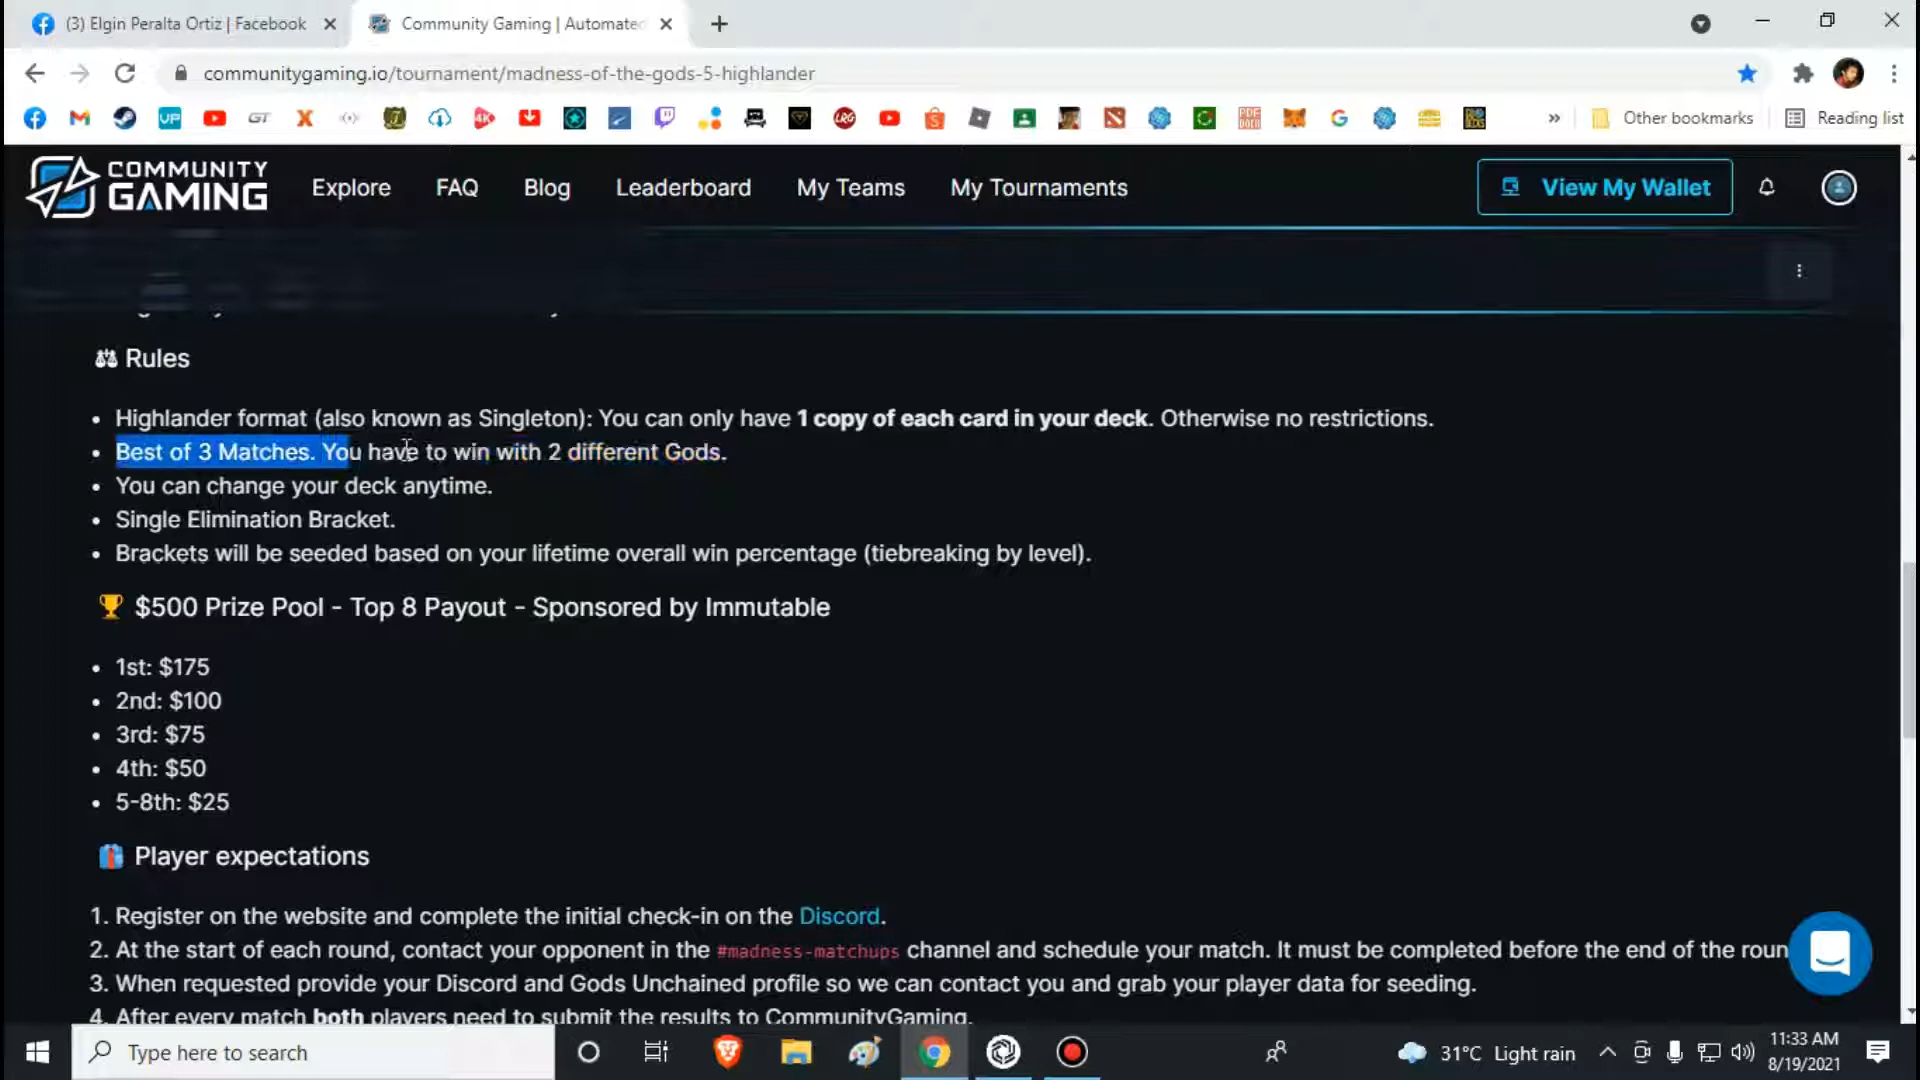 (3) Elgin Peralta Ortiz | Facebook
Community Gaming | Automated
communitygaming.io/tournament/madness-of-the-gods-5-highlander
Other bookmarks
Reading list
COMMUNITY
GAMING
Explore
FAQ
Blog
Leaderboard
My Teams
My Tournaments
View My Wallet
Rules
• Highlander format (also known as Singleton): You can only have 1 copy of each card in your deck. Otherwise no restrictions.
• Best of 3 Matches. You have to win with 2 different Gods.
• You can change your deck anytime.
• Single Elimination Bracket.
• Brackets will be seeded based on your lifetime overall win percentage (tiebreaking by level).
🏆 $500 Prize Pool - Top 8 Payout - Sponsored by Immutable
• 1st: $175
• 2nd: $100
• 3rd: $75
• 4th: $50
• 5-8th: $25
Player expectations
1. Register on the website and complete the initial check-in on the Discord.
2. At the start of each round, contact your opponent in the #madness-matchups channel and schedule your match. It must be completed before the end of the roun
3. When requested provide your Discord and Gods Unchained profile so we can contact you and grab your player data for seeding.
4. After every match both players need to submit the results to CommunityGaming.
Type here to search
31°C Light rain
11:33 AM
8/19/2021